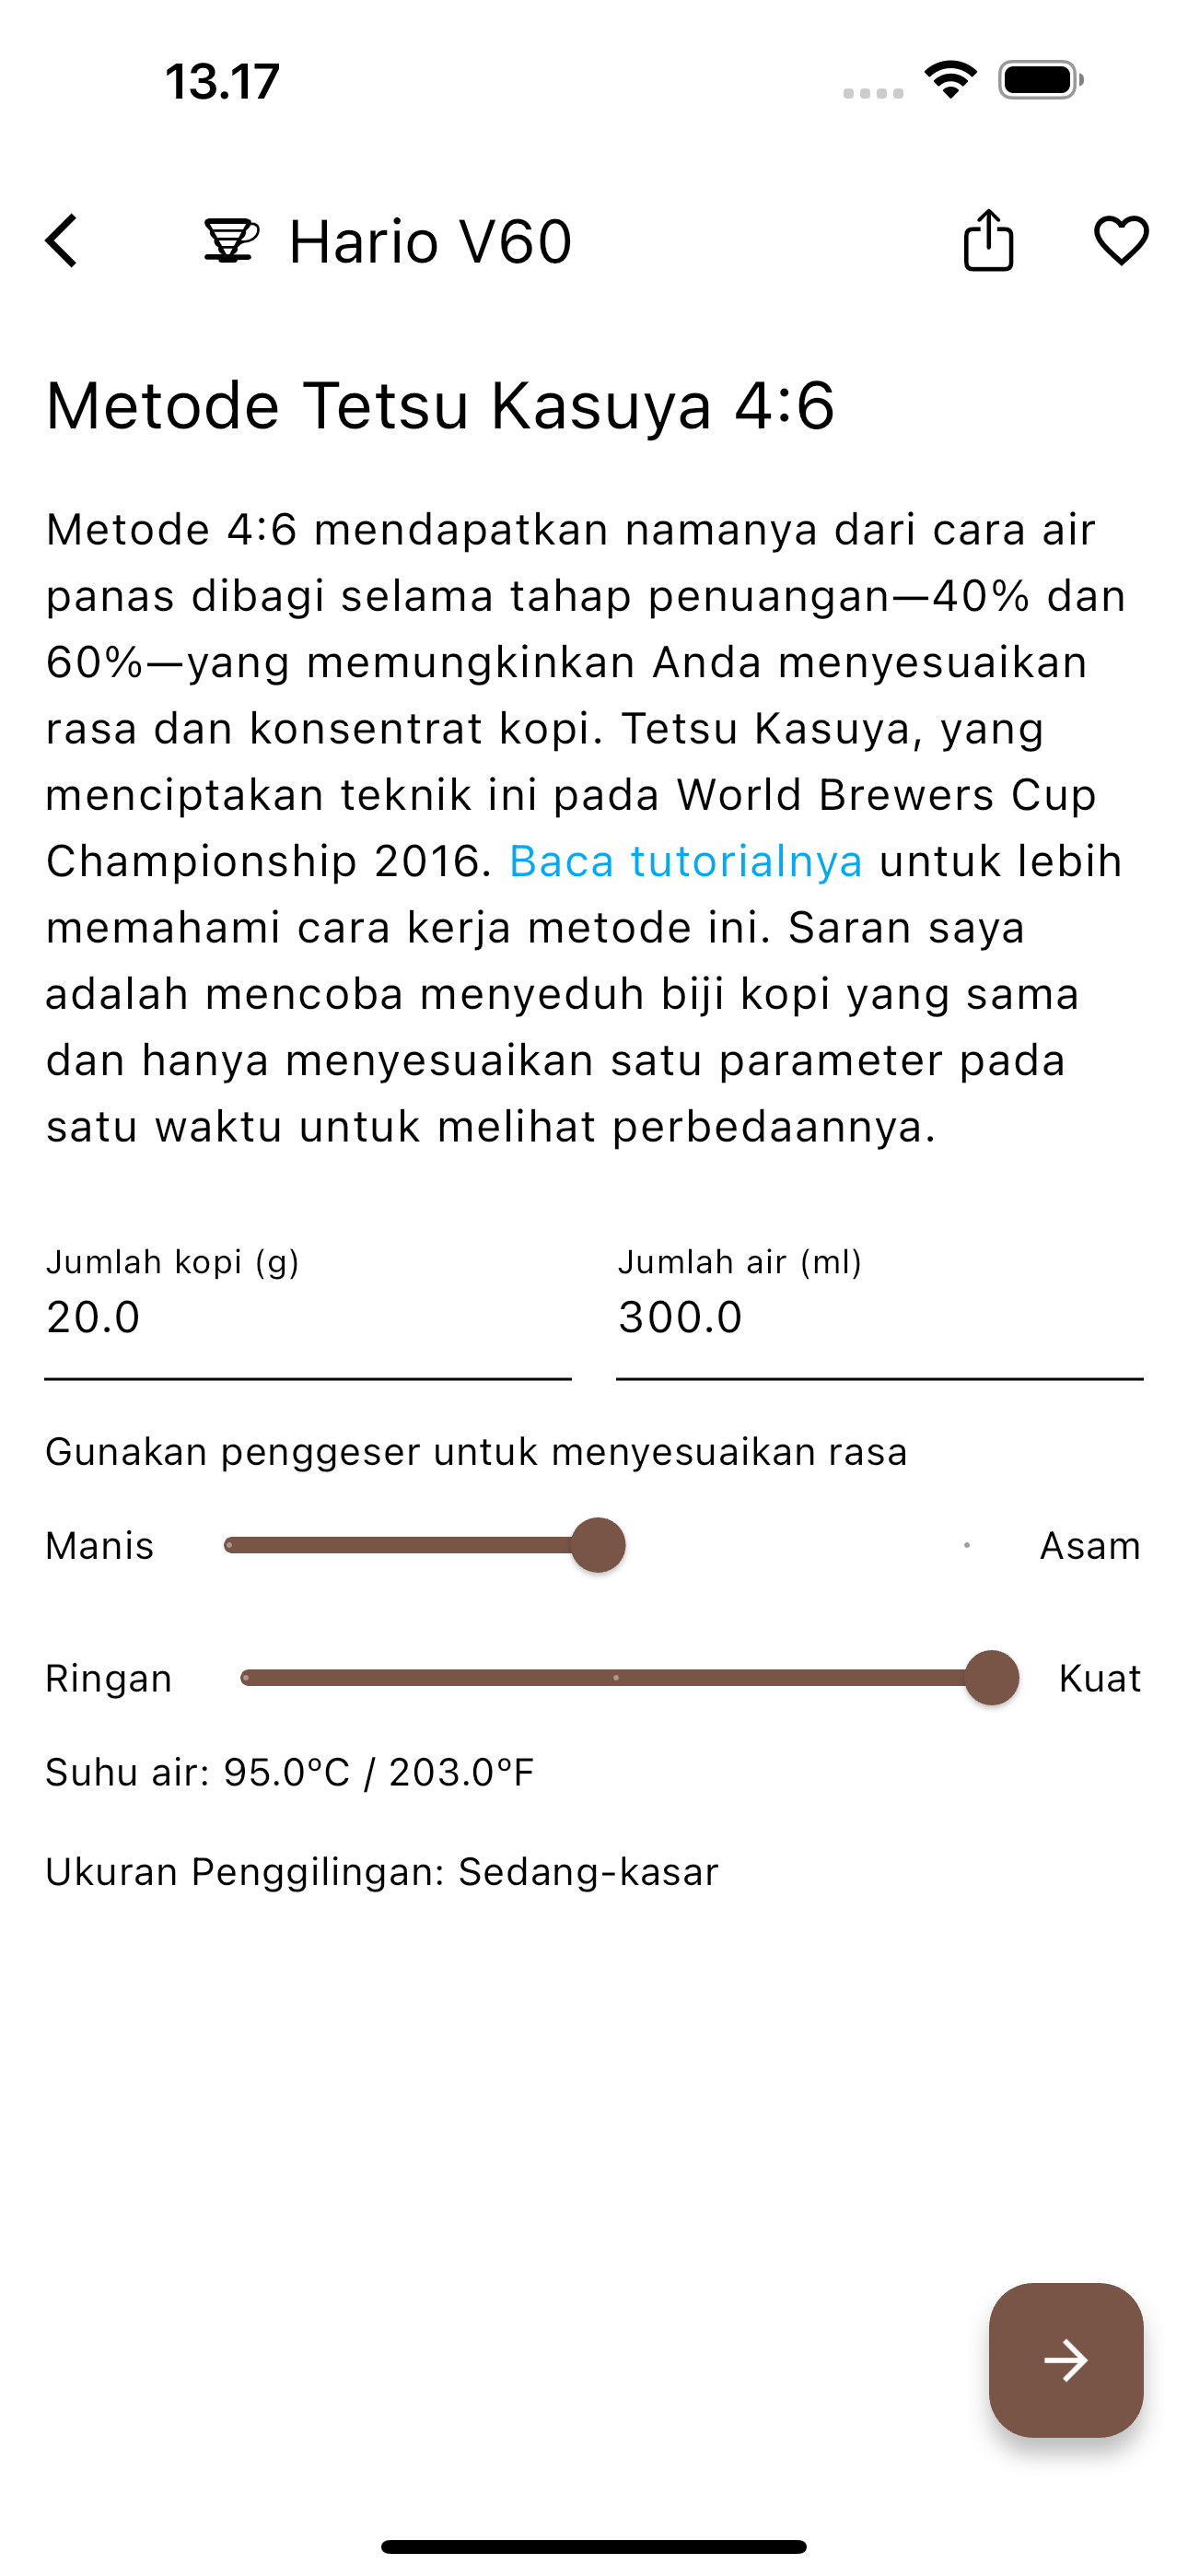 13.17
Hario V60
Metode Tetsu Kasuya 4:6
Metode 4:6 mendapatkan namanya dari cara air
panas dibagi selama tahap penuangan—40% dan
60%—yang memungkinkan Anda menyesuaikan
rasa dan konsentrat kopi. Tetsu Kasuya, yang
menciptakan teknik ini pada World Brewers Cup
Championship 2016. Baca tutorialnya untuk lebih
memahami cara kerja metode ini. Saran saya
adalah mencoba menyeduh biji kopi yang sama
dan hanya menyesuaikan satu parameter pada
satu waktu untuk melihat perbedaannya.
Jumlah kopi (g) Jumlah air (ml)
20.0 300.0
Gunakan penggeser untuk menyesuaikan rasa
Manis Asam
Ringan Kuat
Suhu air: 95.0ºC / 203.0ºF
Ukuran Penggilingan: Sedang-kasar